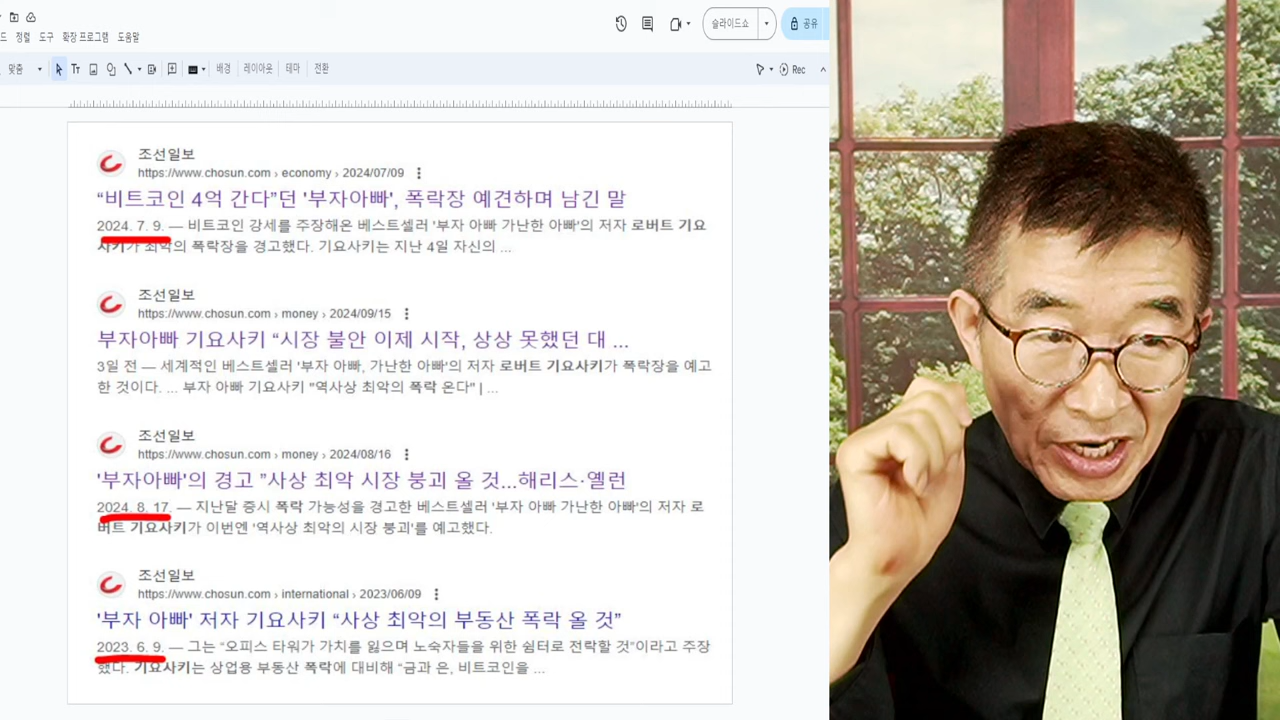 드 정렬 도구 확장 프로그램 도움말
슬라이드쇼
공유
맞춤
Tт
배경 레이아웃 테마 전환
Rec
조선일보
https://www.chosun.com › economy › 2024/07/09
“비트코인 4억 간다”던 '부자아빠', 폭락장 예견하며 남긴 말
2024. 7. 9. — 비트코인 강세를 주장해온 베스트셀러 '부자 아빠 가난한 아빠'의 저자 로버트 기요
사키가 최악의 폭락장을 경고했다. 기요사키는 지난 4일 자신의 ...
조선일보
https://www.chosun.com › money › 2024/09/15
부자아빠 기요사키 “시장 불안 이제 시작, 상상 못했던 대 ...
3일 전 — 세계적인 베스트셀러 '부자 아빠, 가난한 아빠'의 저자 로버트 기요사키가 폭락장을 예고
한 것이다. ... 부자 아빠 기요사키 "역사상 최악의 폭락 온다" | ...
조선일보
https://www.chosun.com › money › 2024/08/16
'부자아빠'의 경고 ”사상 최악 시장 붕괴 올 것...해리스·옐런
2024. 8. 17. — 지난달 증시 폭락 가능성을 경고한 베스트셀러 '부자 아빠 가난한 아빠'의 저자 로
버트 기요사키가 이번엔 '역사상 최악의 시장 붕괴'를 예고했다.
조선일보
https://www.chosun.com › international › 2023/06/09
'부자 아빠' 저자 기요사키 “사상 최악의 부동산 폭락 올 것”
2023. 6. 9. — 그는 “오피스 타워가 가치를 잃으며 노숙자들을 위한 쉼터로 전락할 것”이라고 주장
했다. 기요사키는 상업용 부동산 폭락에 대비해 “금과 은, 비트코인을 ...